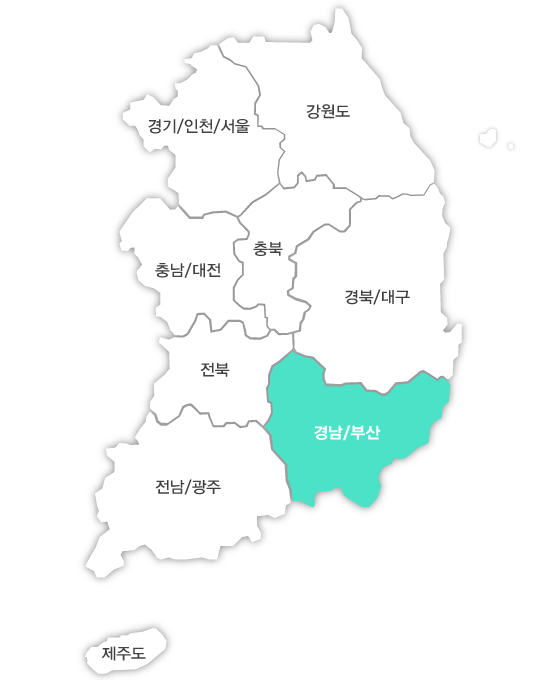 강원도
경기/인천/서울
충북
충남/대전
경북/대구
전북
경남/부산
전남/광주
제주도